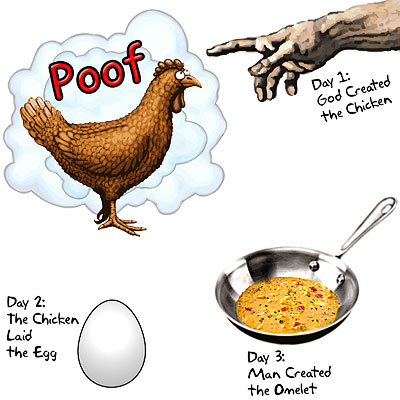 Poof
Day 1:
God Created
the Chicken
Day 2:
The Chicken
Laid
the Egg
Day 3:
Man Created
the Omelet